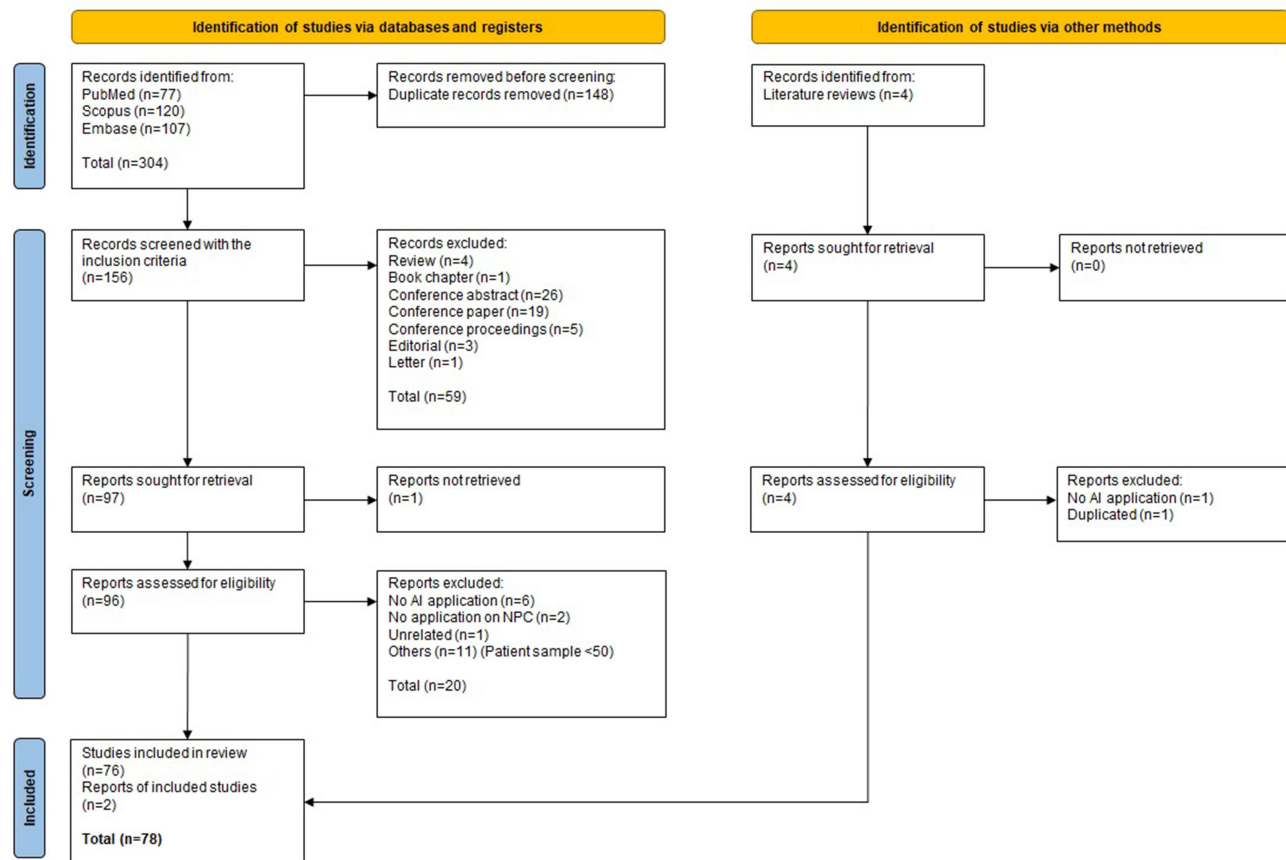 Identification of studies via databases and registers
Identification of studies via other methods
Identification
Records identified from:
PubMed (n=77)
Scopus (n=120)
Embase (n=107)
Total (n=304)
Records removed before screening:
Duplicate records removed (n=148)
Records identified from:
Literature reviews (n=4)
Screening
Records screened with the
inclusion criteria
(n=156)
Records excluded:
Review (n=4)
Book chapter (n=1)
Conference abstract (n=26)
Conference paper (n=19)
Conference proceedings (n=5)
Editorial (n=3)
Letter (n=1)
Total (n=59)
Reports sought for retrieval
(n=4)
Reports not retrieved
(n=0)
Reports sought for retrieval
(n=97)
Reports not retrieved
(n=1)
Reports assessed for eligibility
(n=4)
Reports excluded:
No AI application (n=1)
Duplicated (n=1)
Reports assessed for eligibility
(n=96)
Reports excluded:
No AI application (n=6)
No application on NPC (n=2)
Unrelated (n=1)
Others (n=11) (Patient sample <50)
Total (n=20)
Included
Studies included in review
(n=76)
Reports of included studies
(n=2)
Total (n=78)